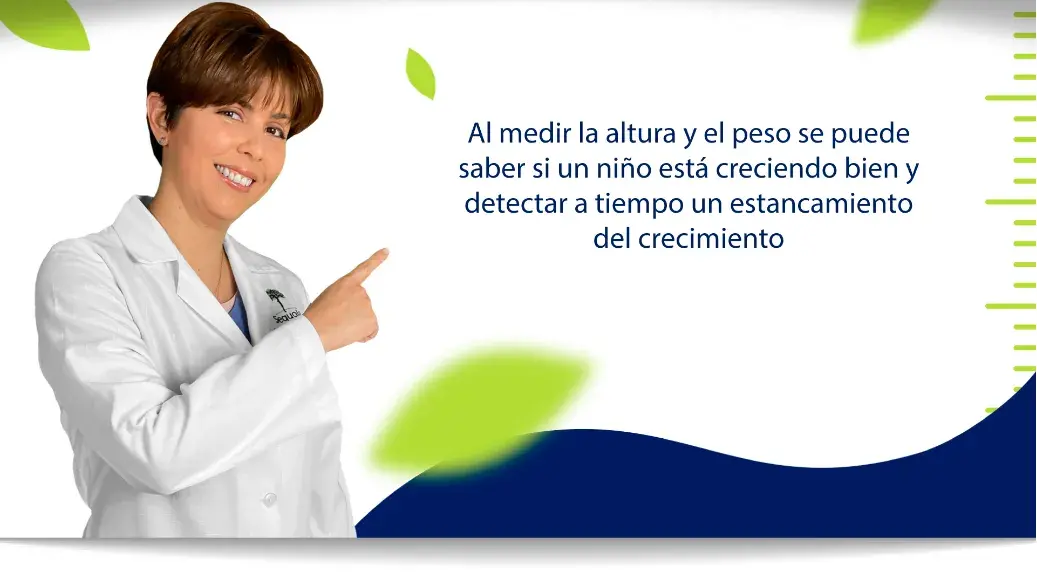 Al medir la altura y el peso se puede
saber si un niño está creciendo bien y
detectar a tiempo un estancamiento
del crecimiento